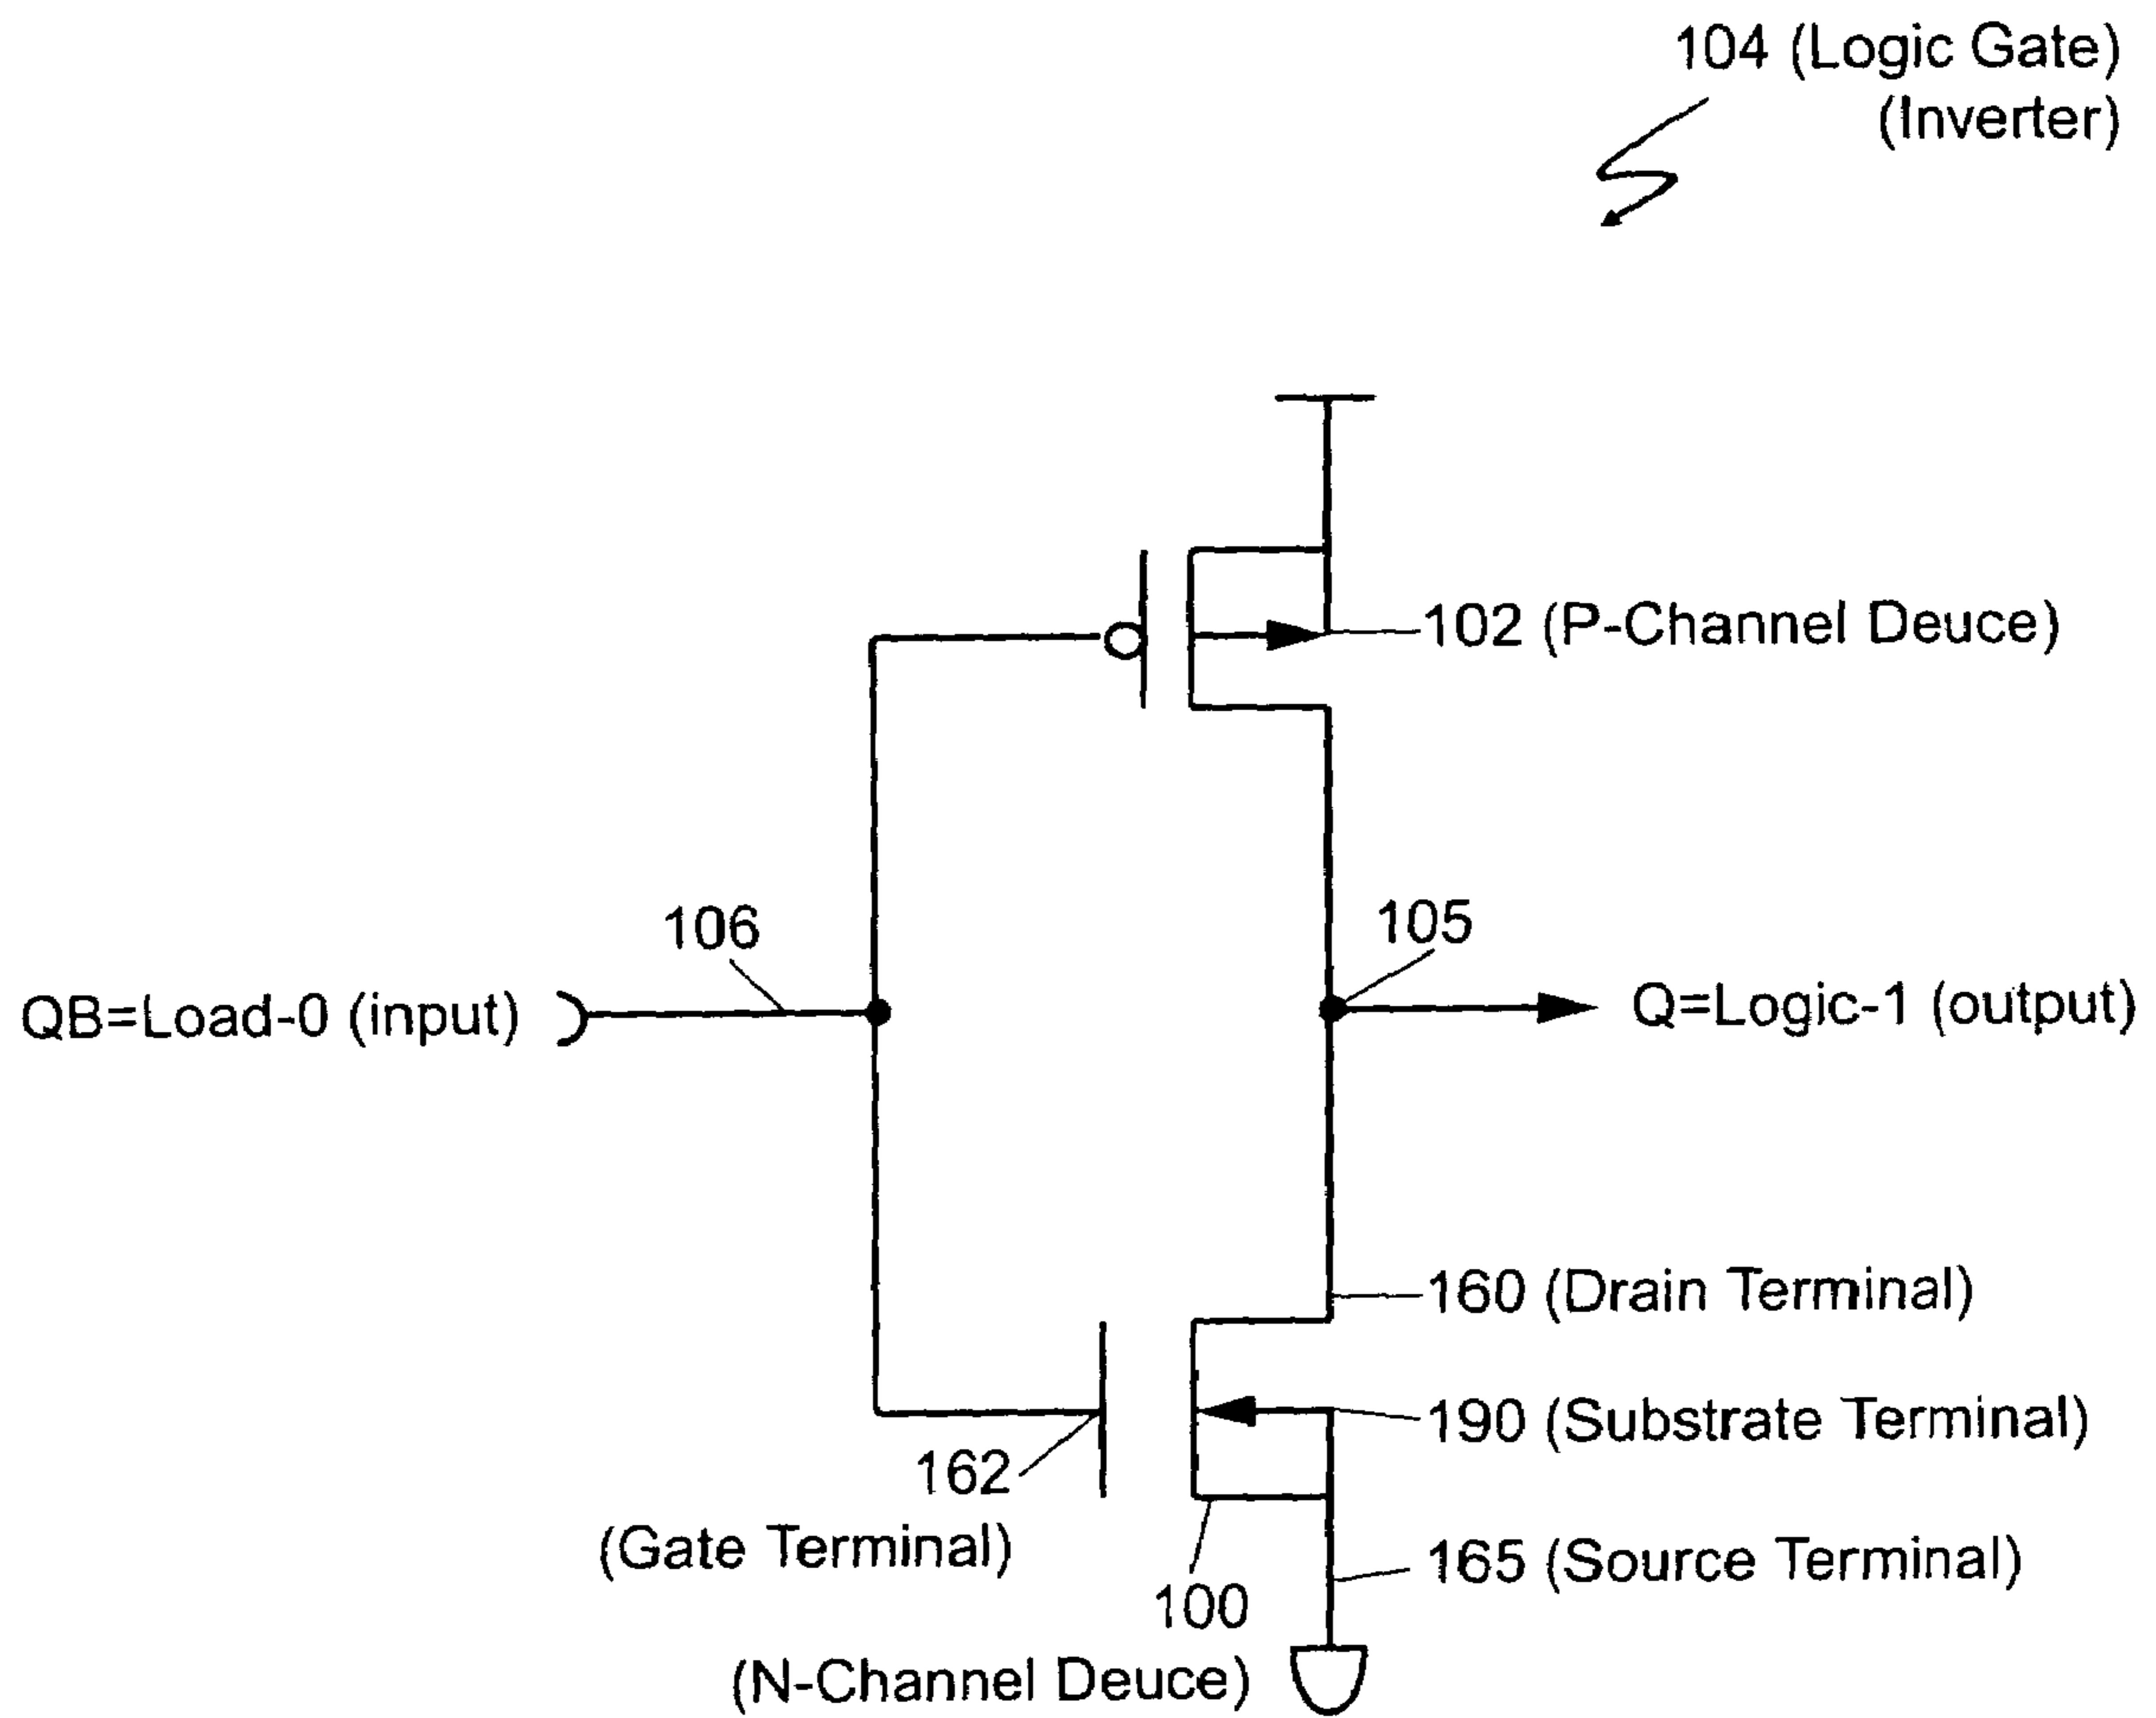 104 (Logic Gate)
(Inverter)
102 (P-Channel Deuce)
106
105
QB=Load-0 (input)
Q=Logic-1 (output)
160 (Drain Terminal)
190 (Substrate Terminal)
162
(Gate Terminal)
165 (Source Terminal)
100
(N-Channel Deuce)